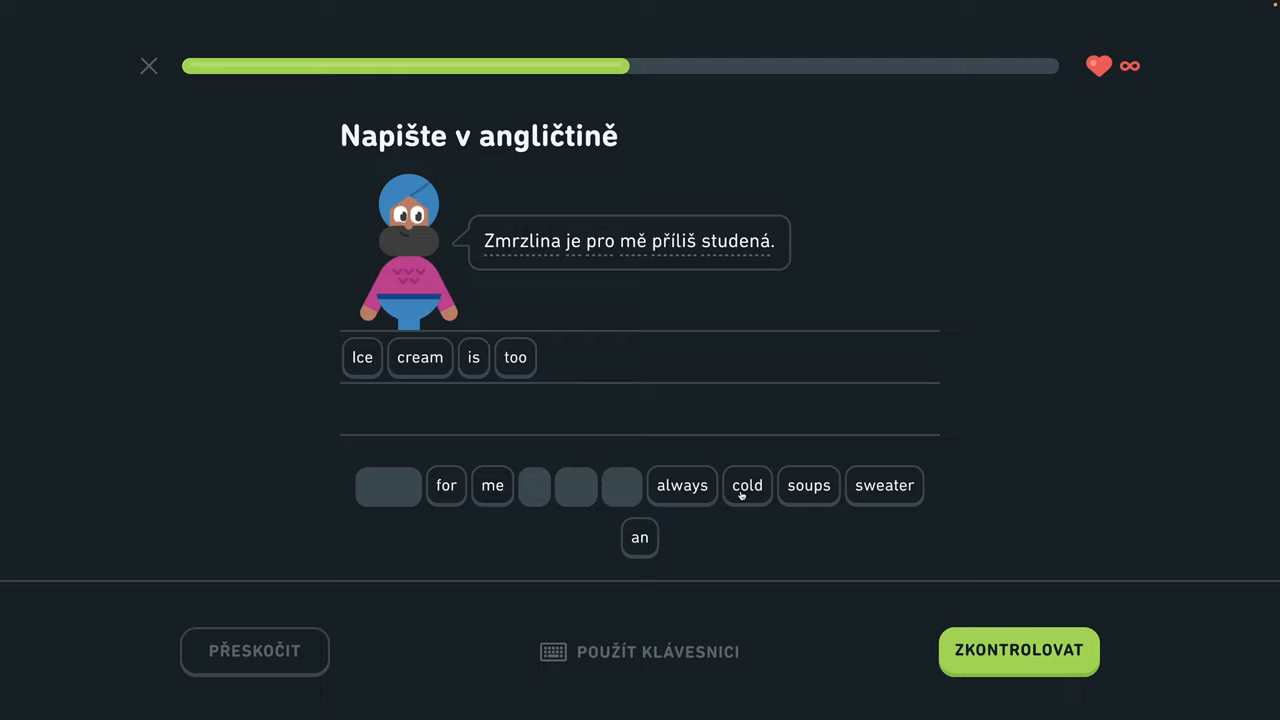 Napište v angličtině
Zmrzlina je pro mě příliš studená.
Ice cream is too
for me always cold soups sweater
an
PŘESKOČIT POUŽÍT KLÁVESNICI ZKONTROLOVAT